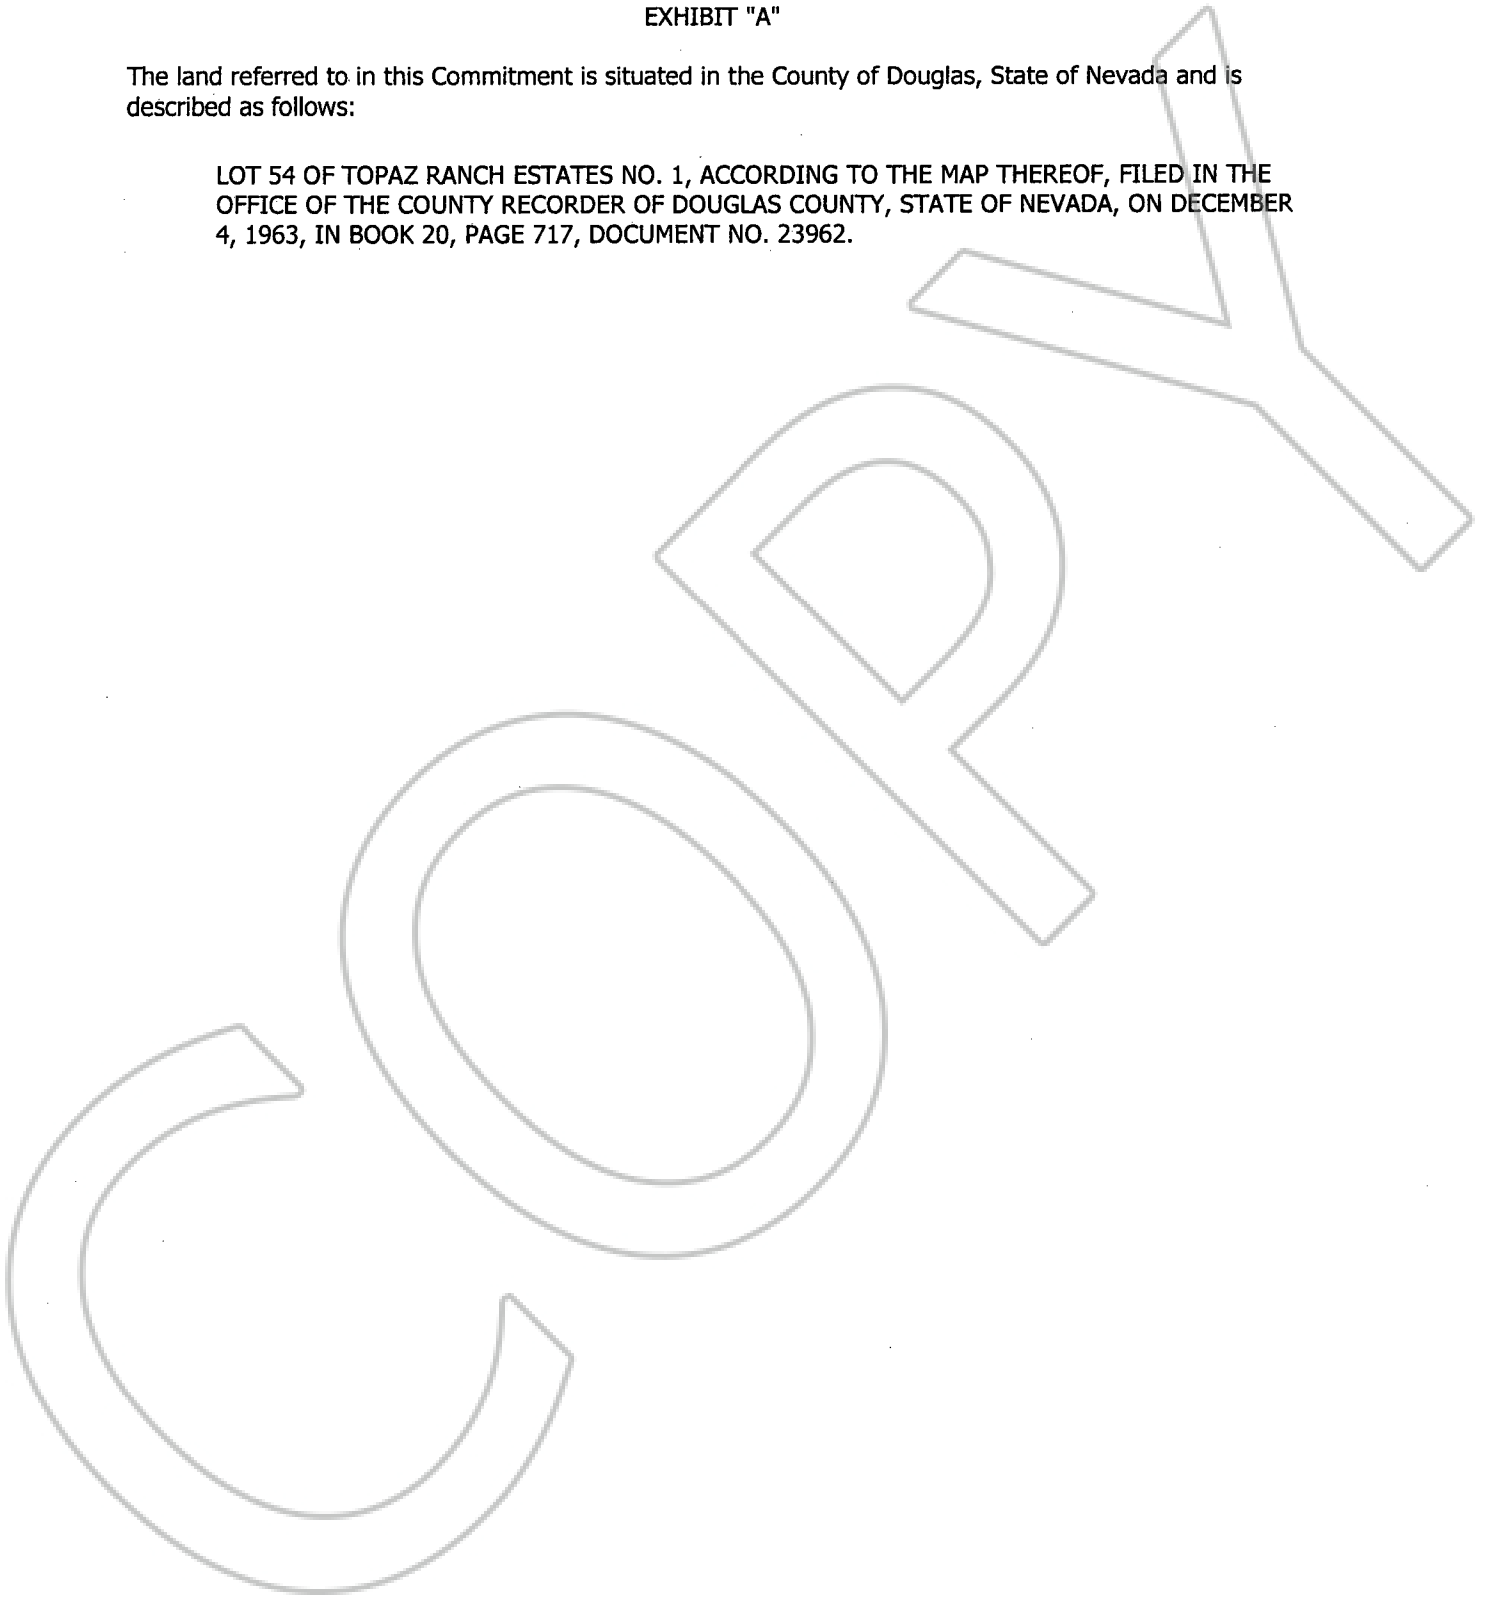 EXHIBIT "A"
The land referred to in this Commitment is situated in the County of Douglas, State of Nevada and is
described as follows:
LOT 54 OF TOPAZ RANCH ESTATES NO. 1, ACCORDING TO THE MAP THEREOF, FILED IN THE
OFFICE OF THE COUNTY RECORDER OF DOUGLAS COUNTY, STATE OF NEVADA, ON DECEMBER
4, 1963, IN BOOK 20, PAGE 717, DOCUMENT NO. 23962.
COPY